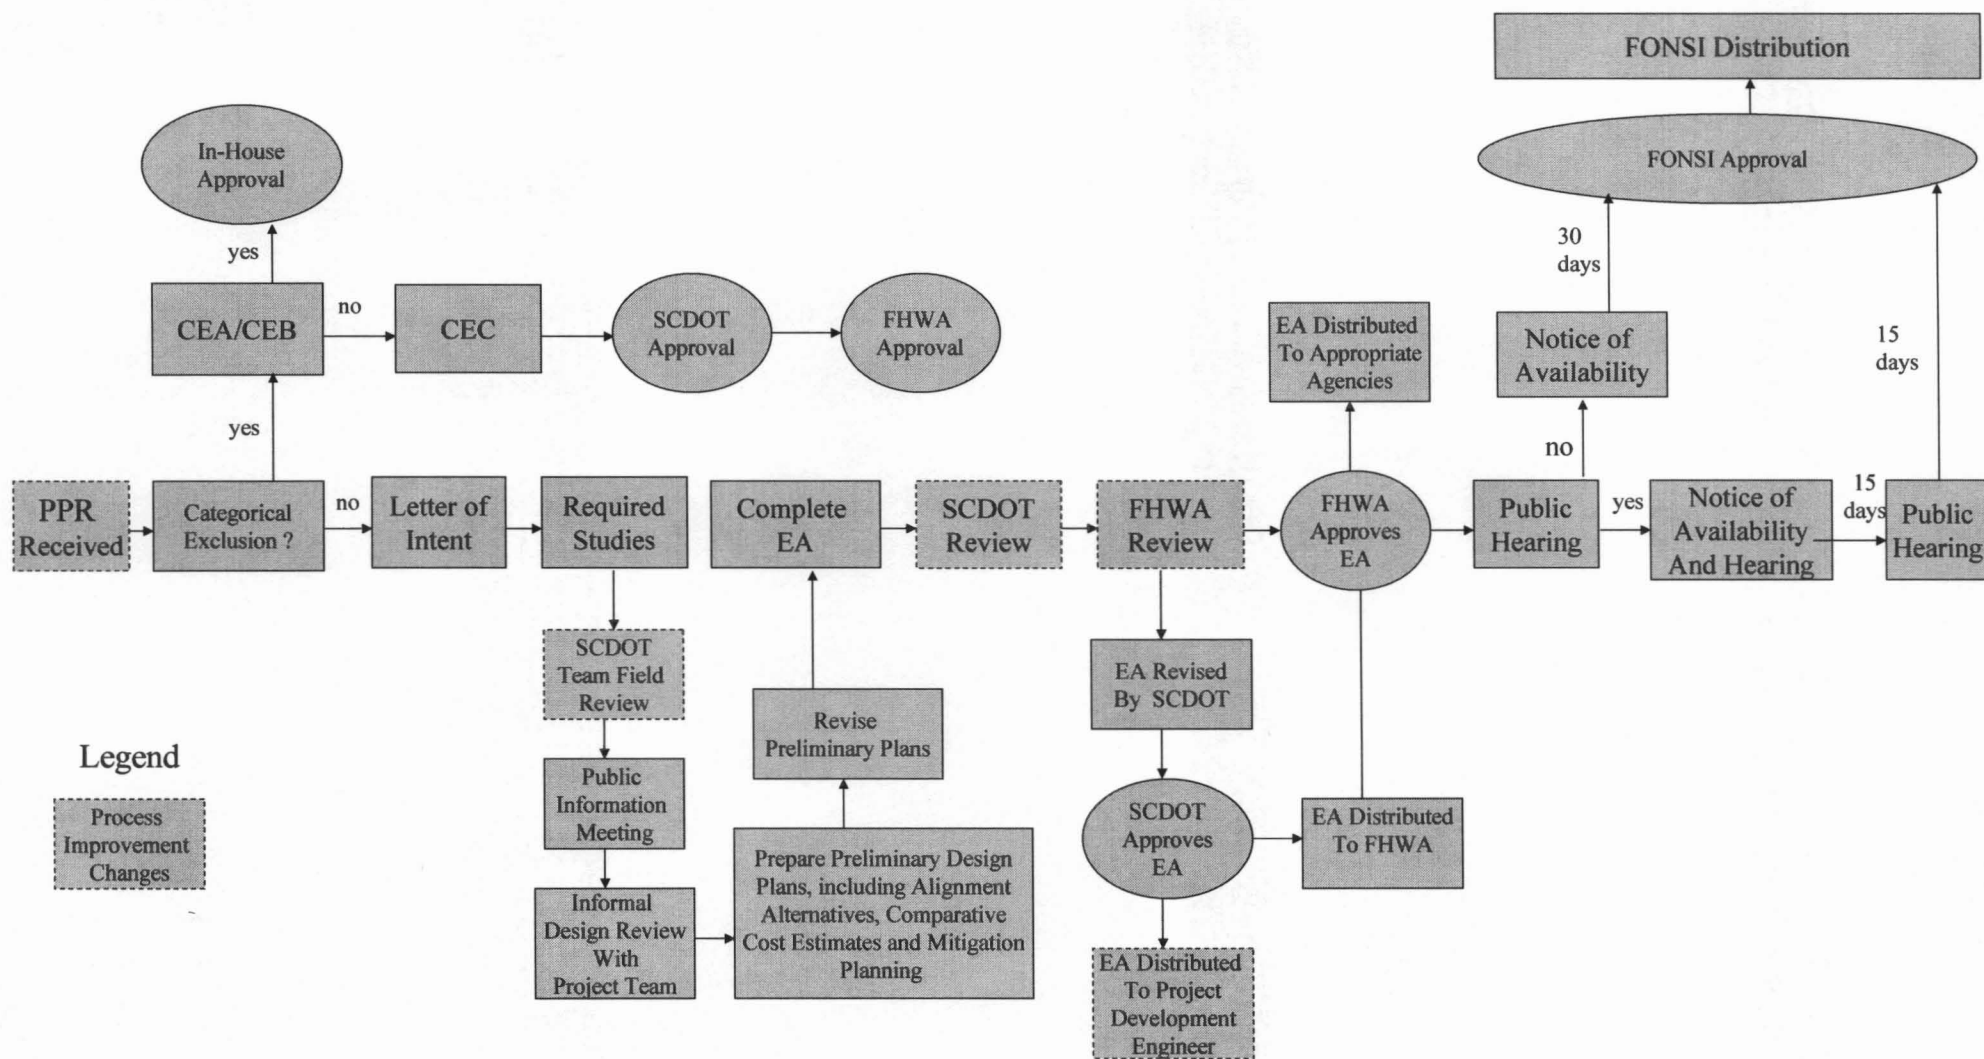 FONSI Distribution
FONSI Approval
In-House
Approval
yes
30
days
15
days
CEA/CEB
no
CEC
SCDOT
Approval
FHWA
Approval
EA Distributed
To Appropriate
Agencies
Notice of
Availability
yes
no
PPR
Received
Categorical
Exclusion ?
no
Letter of
Intent
Required
Studies
Complete
EA
SCDOT
Review
FHWA
Review
FHWA
Approves
EA
Public
Hearing
yes
Notice of
Availability
And Hearing
15
days
Public
Hearing
SCDOT
Team Field
Review
Public
Information
Meeting
Informal
Design Review
With
Project Team
Revise
Preliminary Plans
Prepare Preliminary Design
Plans, including Alignment
Alternatives, Comparative
Cost Estimates and Mitigation
Planning
EA Revised
By SCDOT
SCDOT
Approves
EA
EA Distributed
To FHWA
EA Distributed
To Project
Development
Engineer
Legend
Process
Improvement
Changes